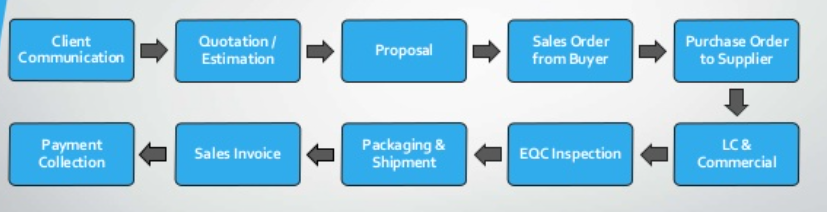 Client
Communication
Quotation /
Estimation
Proposal
Sales Order
from Buyer
Purchase Order
to Supplier
LC &
Commercial
EQC Inspection
Packaging &
Shipment
Sales Invoice
Payment
Collection